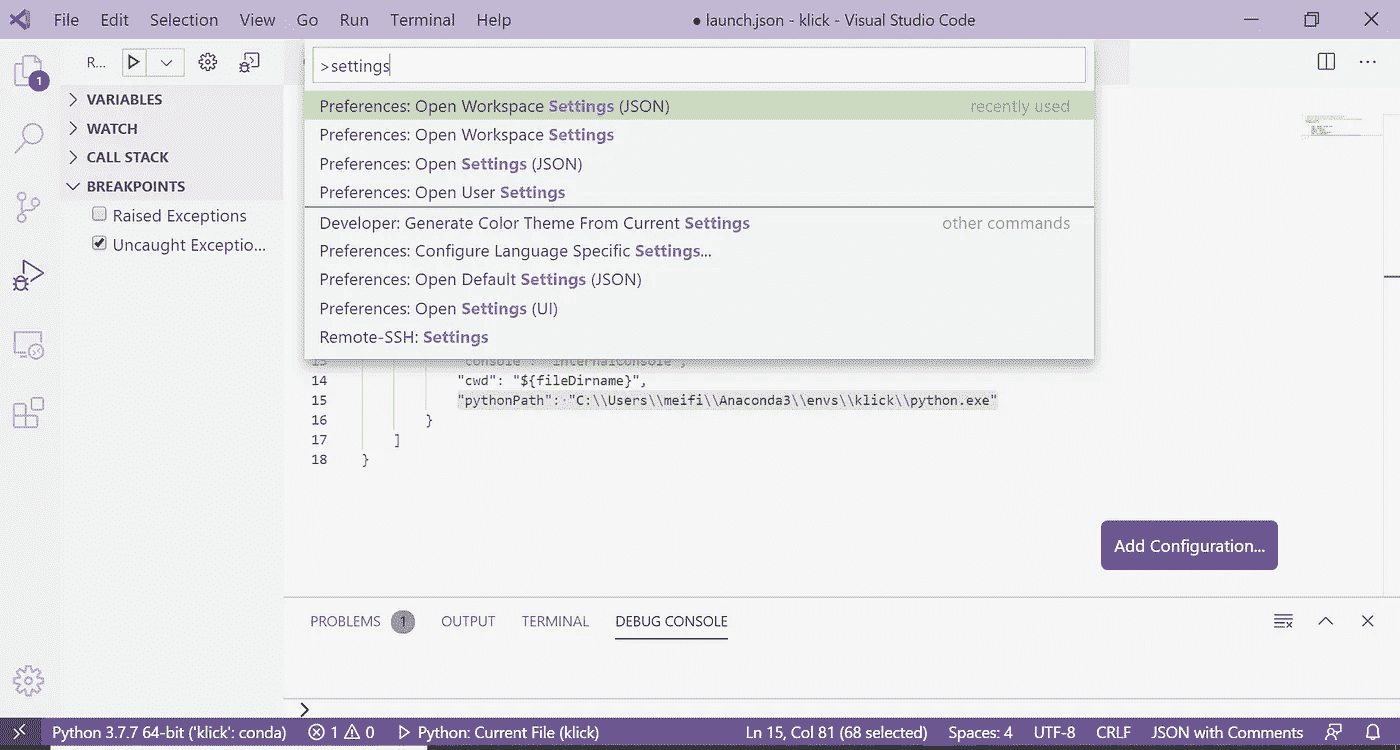 File Edit Selection View Go Run Terminal Help ● launch.json - klick - Visual Studio Code
R...
1
>settings
VARIABLES
WATCH
CALL STACK
BREAKPOINTS
Raised Exceptions
Uncaught Exceptio...
Preferences: Open Workspace Settings (JSON) recently used
Preferences: Open Workspace Settings
Preferences: Open Settings (JSON)
Preferences: Open User Settings
Developer: Generate Color Theme From Current Settings other commands
Preferences: Configure Language Specific Settings...
Preferences: Open Default Settings (JSON)
Preferences: Open Settings (UI)
Remote-SSH: Settings
13 "console": "internalConsole",
14 "cwd": "${fileDirname}",
15 "pythonPath": "C:\\Users\\meifi\\Anaconda3\\envs\\klick\\python.exe"
16 }
17 ]
18 }
Add Configuration...
PROBLEMS 1 OUTPUT TERMINAL DEBUG CONSOLE
Python 3.7.7 64-bit ('klick': conda) 1 0 Python: Current File (klick) Ln 15, Col 81 (68 selected) Spaces: 4 UTF-8 CRLF JSON with Comments